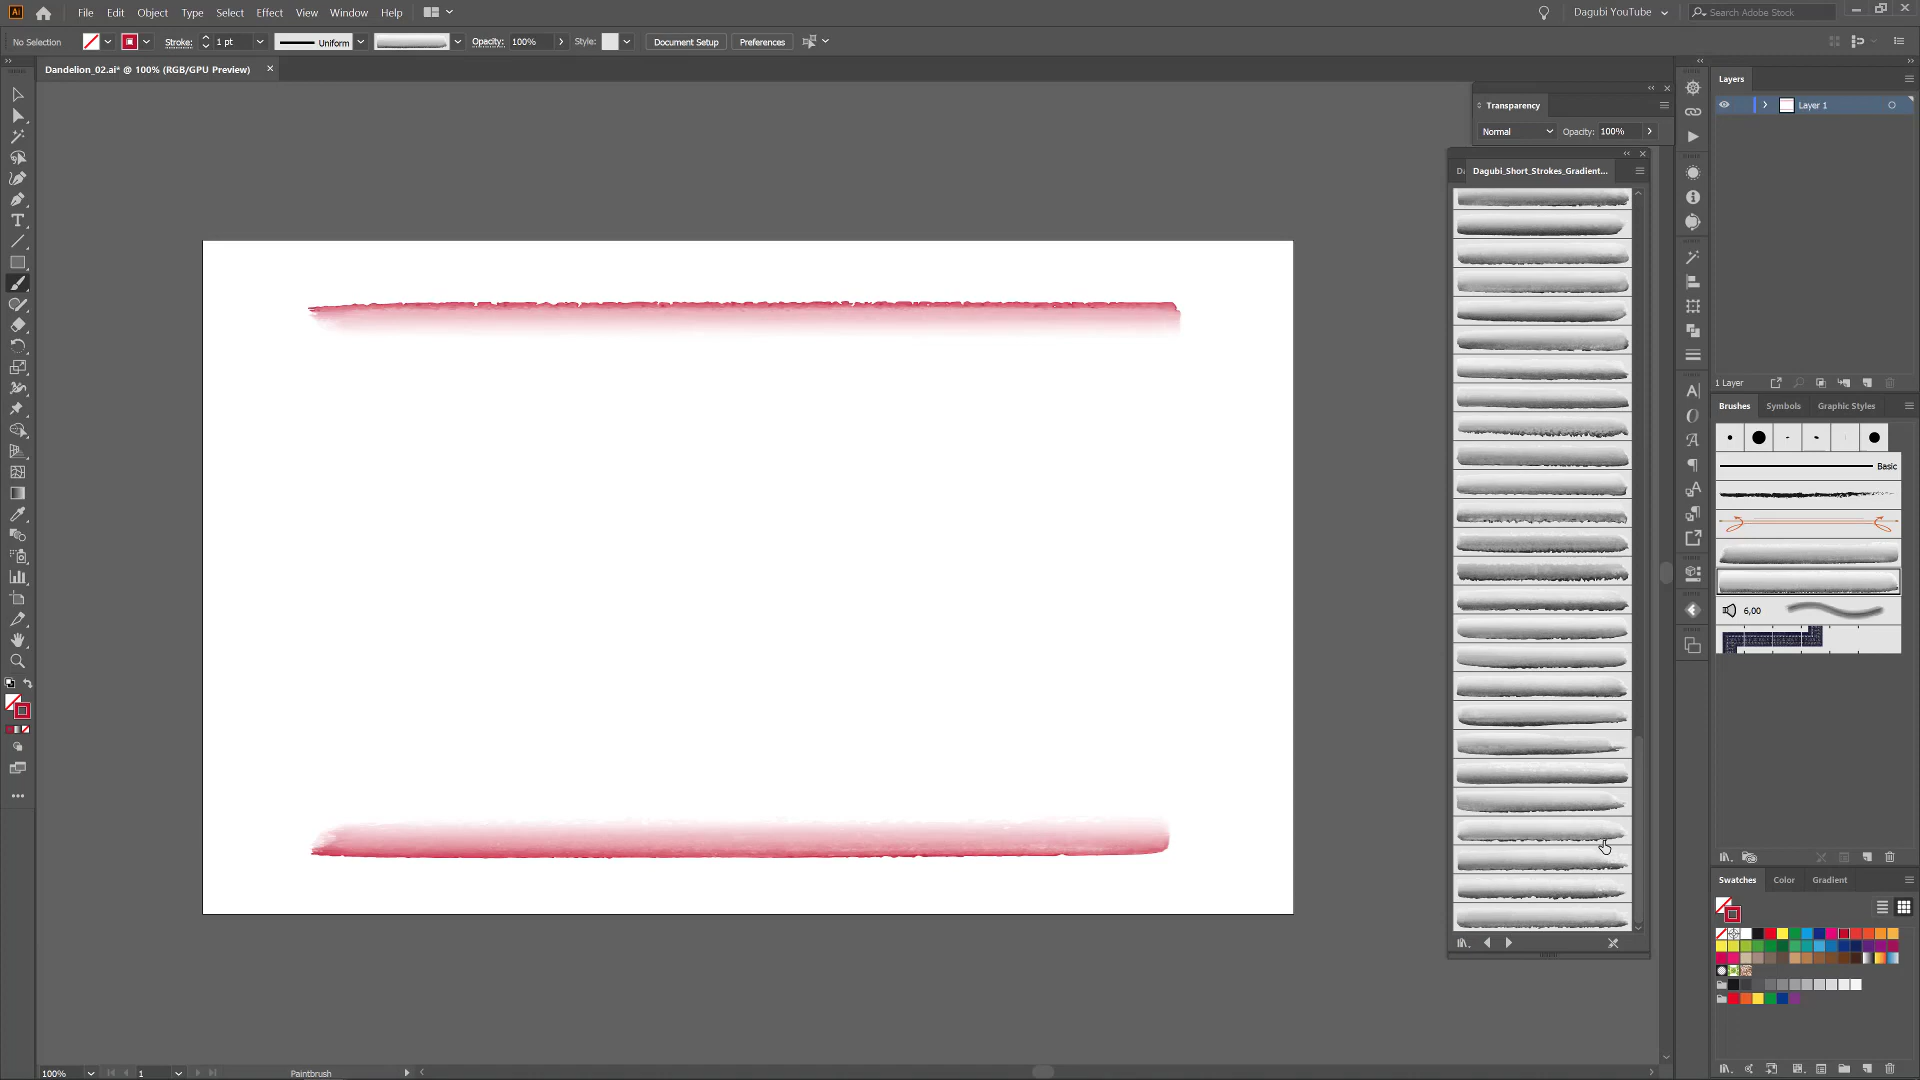 Ai File Edit Object Type Select Effect View Window Help Dagubi YouTube Search Adobe Stock
No Selection Stroke: 1 pt Uniform Opacity: 100% Style: Document Setup Preferences
Dandelion_02.ai* @ 100% (RGB/GPU Preview)
Layers
Transparency
Layer 1
Normal Opacity: 100%
Dagubi_Short_Strokes_Gradient...
1 Layer
Brushes Symbols Graphic Styles
Basic
6,00
Swatches Color Gradient
100% 1 Paintbrush